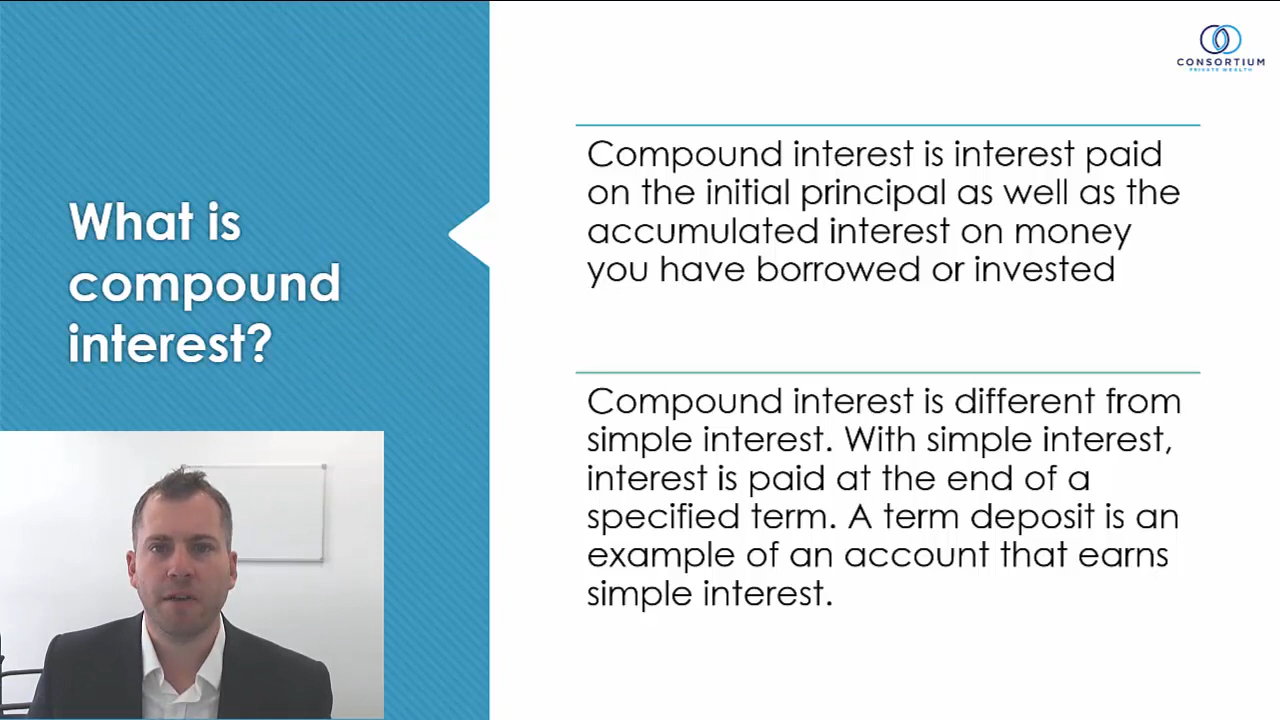 What is
compound
interest?
CONSORTIUM
PRIVATE WEALTH
Compound interest is interest paid
on the initial principal as well as the
accumulated interest on money
you have borrowed or invested
Compound interest is different from
simple interest. With simple interest,
interest is paid at the end of a
specified term. A term deposit is an
example of an account that earns
simple interest.